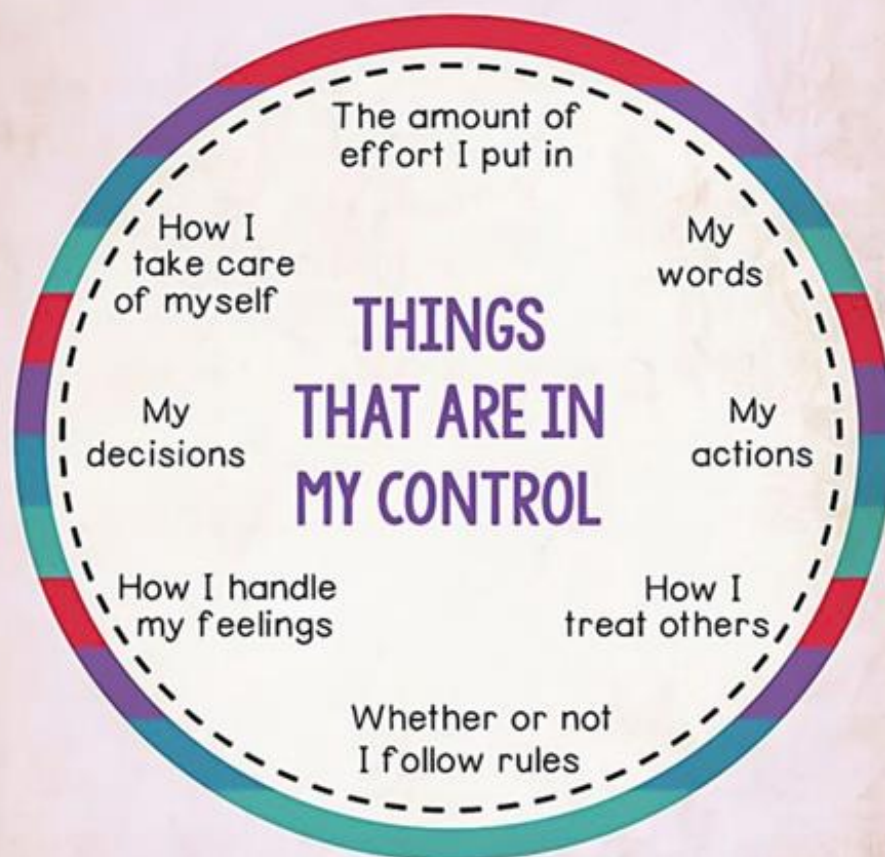 The amount of
effort I put in
My
words
My
actions
How I
treat others
Whether or not
I follow rules
How I handle
my feelings
My
decisions
How I
take care
of myself
THINGS
THAT ARE IN
MY CONTROL